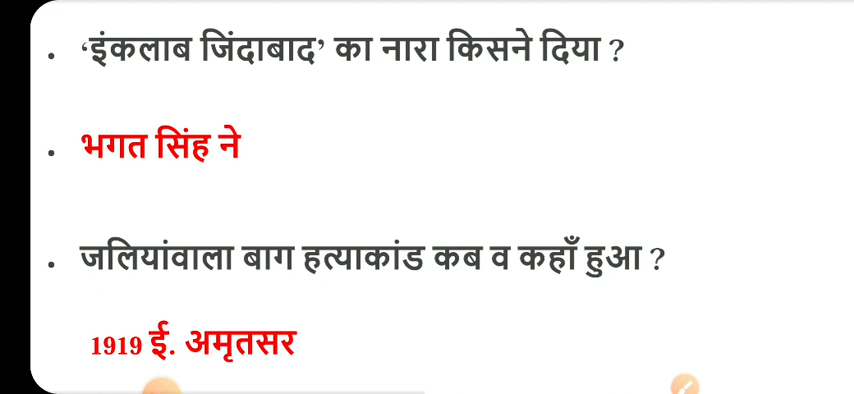 . ‘इंकलाब जिंदाबाद’ का नारा किसने दिया ?
. भगत सिंह ने
. जलियांवाला बाग हत्याकांड कब व कहाँ हुआ ?
1919 ई. अमृतसर